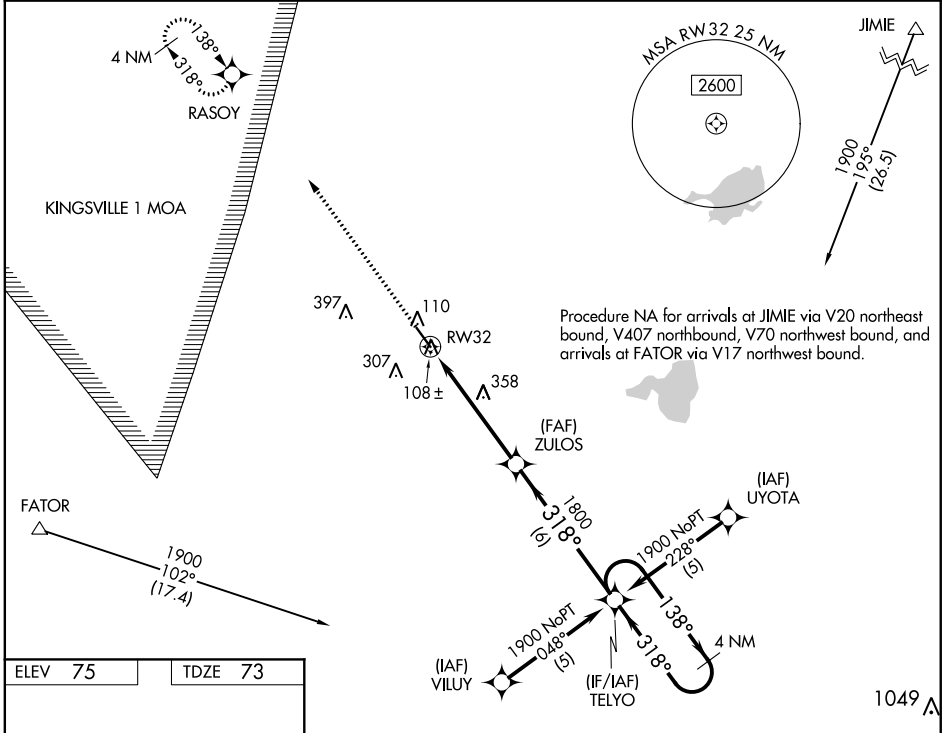 138°
4 NM
318°
RASOY
KINGSVILLE 1 MOA
MSA RW32 25 NM
2600
JIMIE
1900
195°
(26.5)
397
110
RW32
307
108 ±
358
Procedure NA for arrivals at JIMIE via V20 northeast
bound, V407 northbound, V70 northwest bound, and
arrivals at FATOR via V17 northwest bound.
(FAF)
ZULOS
1800
318°
(6)
(IAF)
UYOTA
1900 NoPT
228°
(5)
FATOR
1900
102°
(17.4)
138°
4 NM
318°
1900 NoPT
048°
(5)
(IAF)
VILUY
(IF/IAF)
TELYO
1049
ELEV 75
TDZE 73